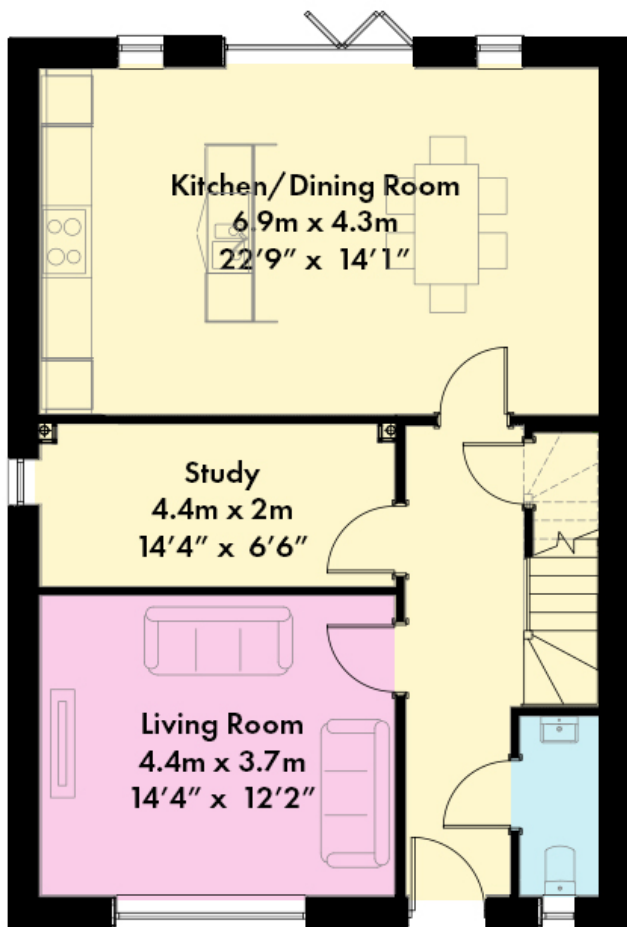 Kitchen/Dining Room
6.9m x 4.3m
22’9” x 14’1”
Study
4.4m x 2m
14’4” x 6’6”
Living Room
4.4m x 3.7m
14’4” x 12’2”